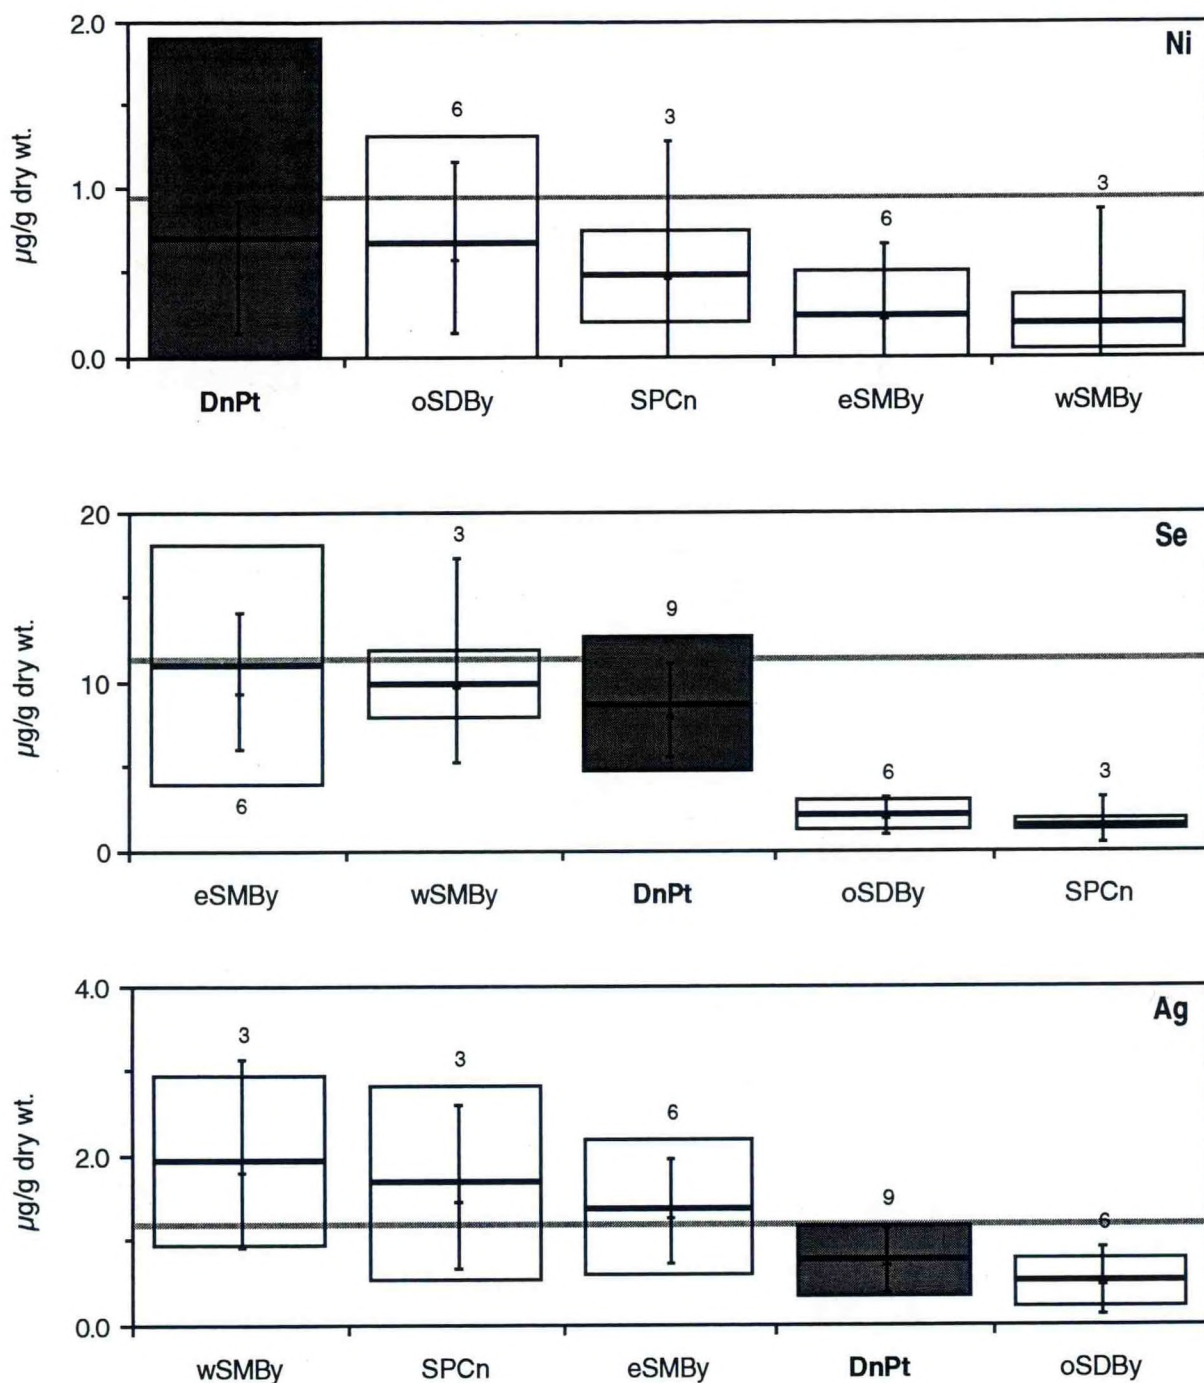 Ni
2.0
6
3
1.0
3
6
µg/g dry wt.
0.0
DnPt oSDBy SPCn eSMBy wSMBy
Se
20
3
9
10
6
3
6
µg/g dry wt.
0
eSMBy wSMBy DnPt oSDBy SPCn
Ag
4.0
3
3
6
2.0
9
6
µg/g dry wt.
0.0
wSMBy SPCn eSMBy DnPt oSDBy